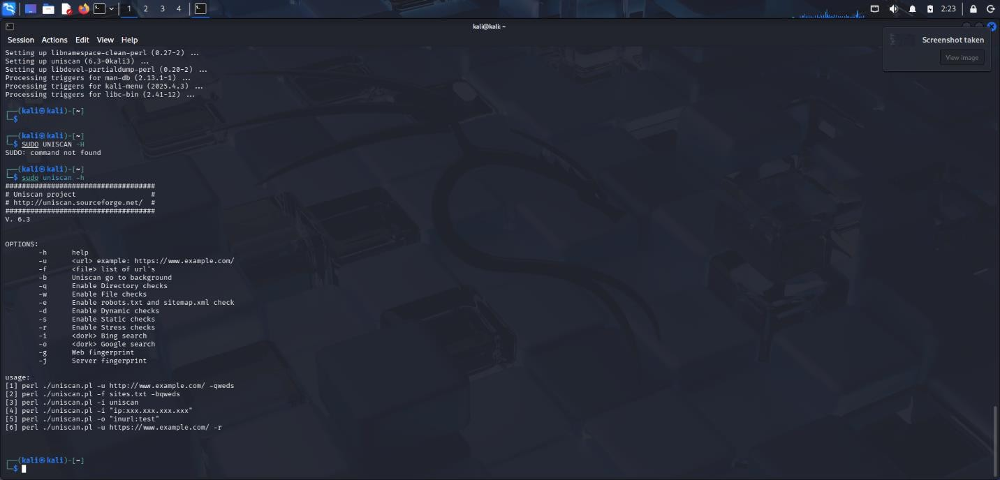 1 2 3 4
2:23
kali@kali: ~
Session Actions Edit View Help
Screenshot taken
View image
Setting up libnamespace-clean-perl (0.27-2) ...
Setting up uniscan (6.3-0kali3) ...
Setting up libdevel-partialdump-perl (0.20-2) ...
Processing triggers for man-db (2.13.1-1) ...
Processing triggers for kali-menu (2025.4.3) ...
Processing triggers for libc-bin (2.41-12) ...
┌──(kali㉿kali)-[~]
└─$
┌──(kali㉿kali)-[~]
└─$ SUDO UNISCAN -H
SUDO: command not found
┌──(kali㉿kali)-[~]
└─$ sudo uniscan -h
####################################
# Uniscan project                  #
# http://uniscan.sourceforge.net/  #
####################################
V. 6.3
OPTIONS:
-h help
-u <url> example: https://www.example.com/
-f <file> list of url's
-b Uniscan go to background
-q Enable Directory checks
-w Enable File checks
-e Enable robots.txt and sitemap.xml check
-d Enable Dynamic checks
-s Enable Static checks
-r Enable Stress checks
-i <dork> Bing search
-o <dork> Google search
-g Web fingerprint
-j Server fingerprint
usage:
[1] perl ./uniscan.pl -u http://www.example.com/ -qweds
[2] perl ./uniscan.pl -f sites.txt -bqweds
[3] perl ./uniscan.pl -i uniscan
[4] perl ./uniscan.pl -i "ip:xxx.xxx.xxx.xxx"
[5] perl ./uniscan.pl -o "inurl:test"
[6] perl ./uniscan.pl -u https://www.example.com/ -r
┌──(kali㉿kali)-[~]
└─$